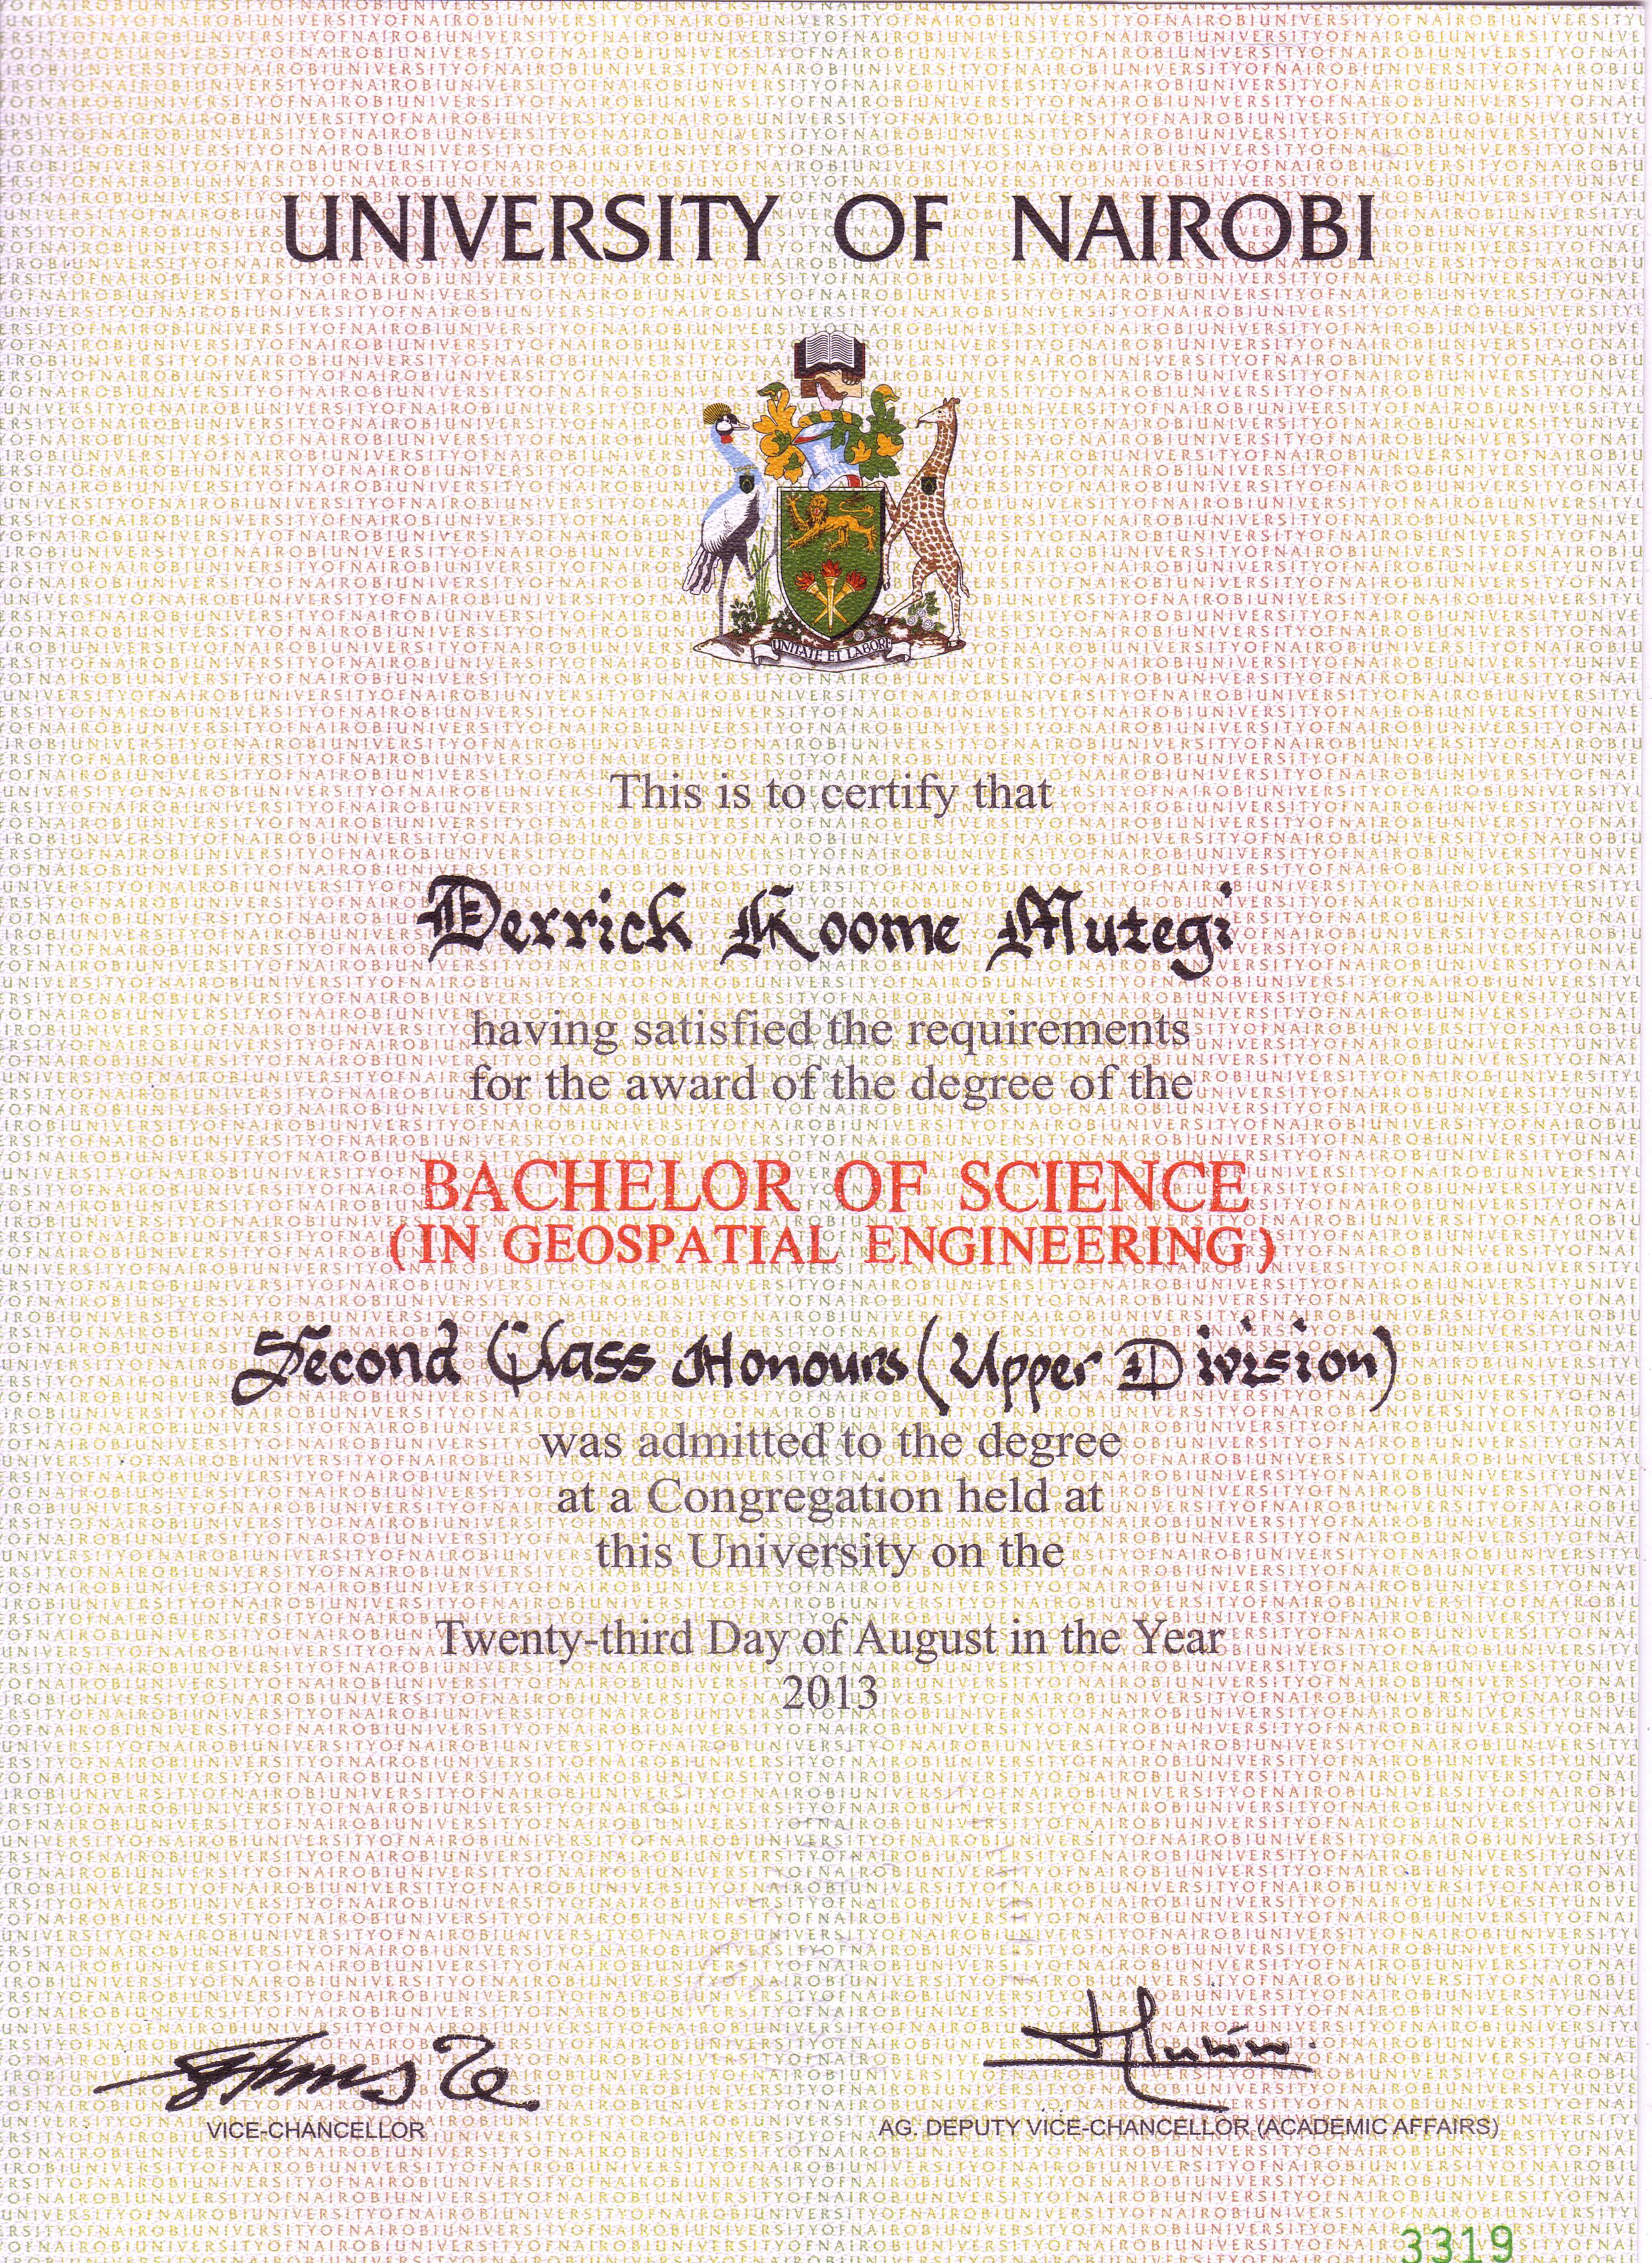 UNIVERSITY OF NAIROBI
UNITATE ET LABORE
This is to certify that
Derrick Koome Mutegi
having satisfied the requirements
for the award of the degree of the
BACHELOR OF SCIENCE
(IN GEOSPATIAL ENGINEERING)
Second Class Honours (Upper Division)
was admitted to the degree
at a Congregation held at
this University on the
Twenty-third Day of August in the Year
2013
VICE-CHANCELLOR
AG. DEPUTY VICE-CHANCELLOR (ACADEMIC AFFAIRS)
3319